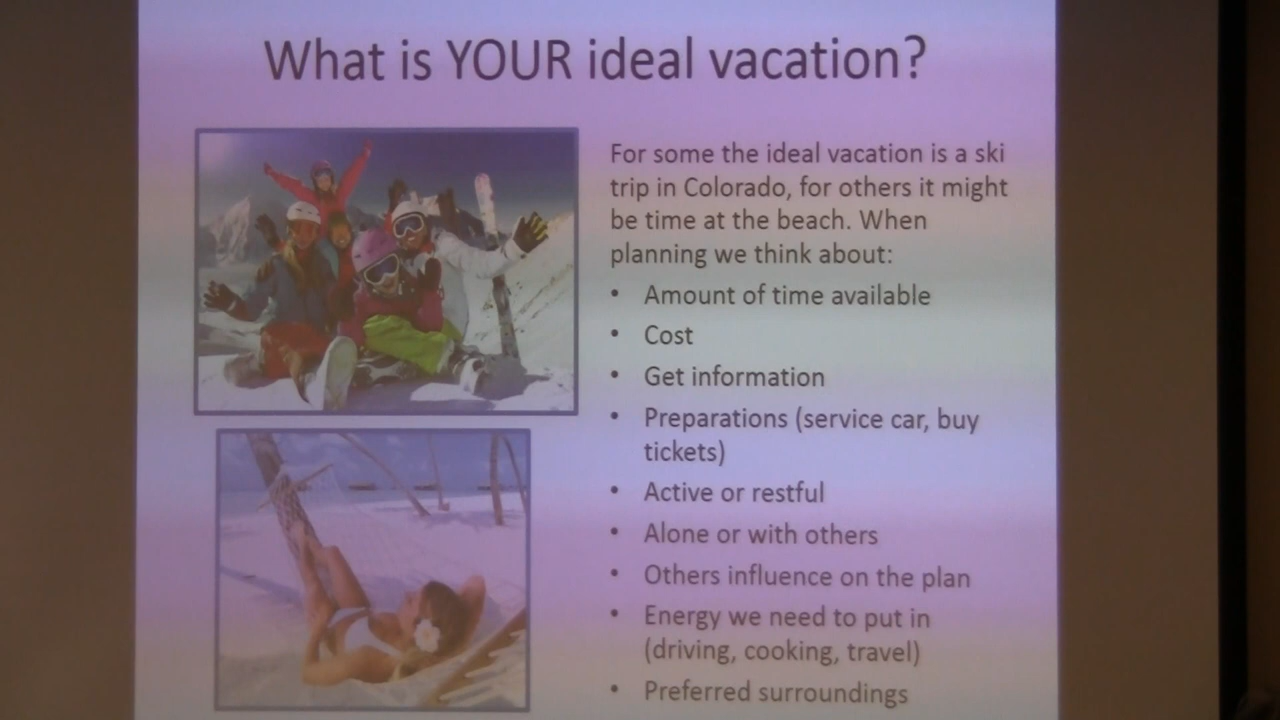 What is YOUR ideal vacation?
For some the ideal vacation is a ski
trip in Colorado, for others it might
be time at the beach. When
planning we think about:
• Amount of time available
• Cost
• Get information
• Preparations (service car, buy
tickets)
• Active or restful
• Alone or with others
• Others influence on the plan
• Energy we need to put in
(driving, cooking, travel)
• Preferred surroundings